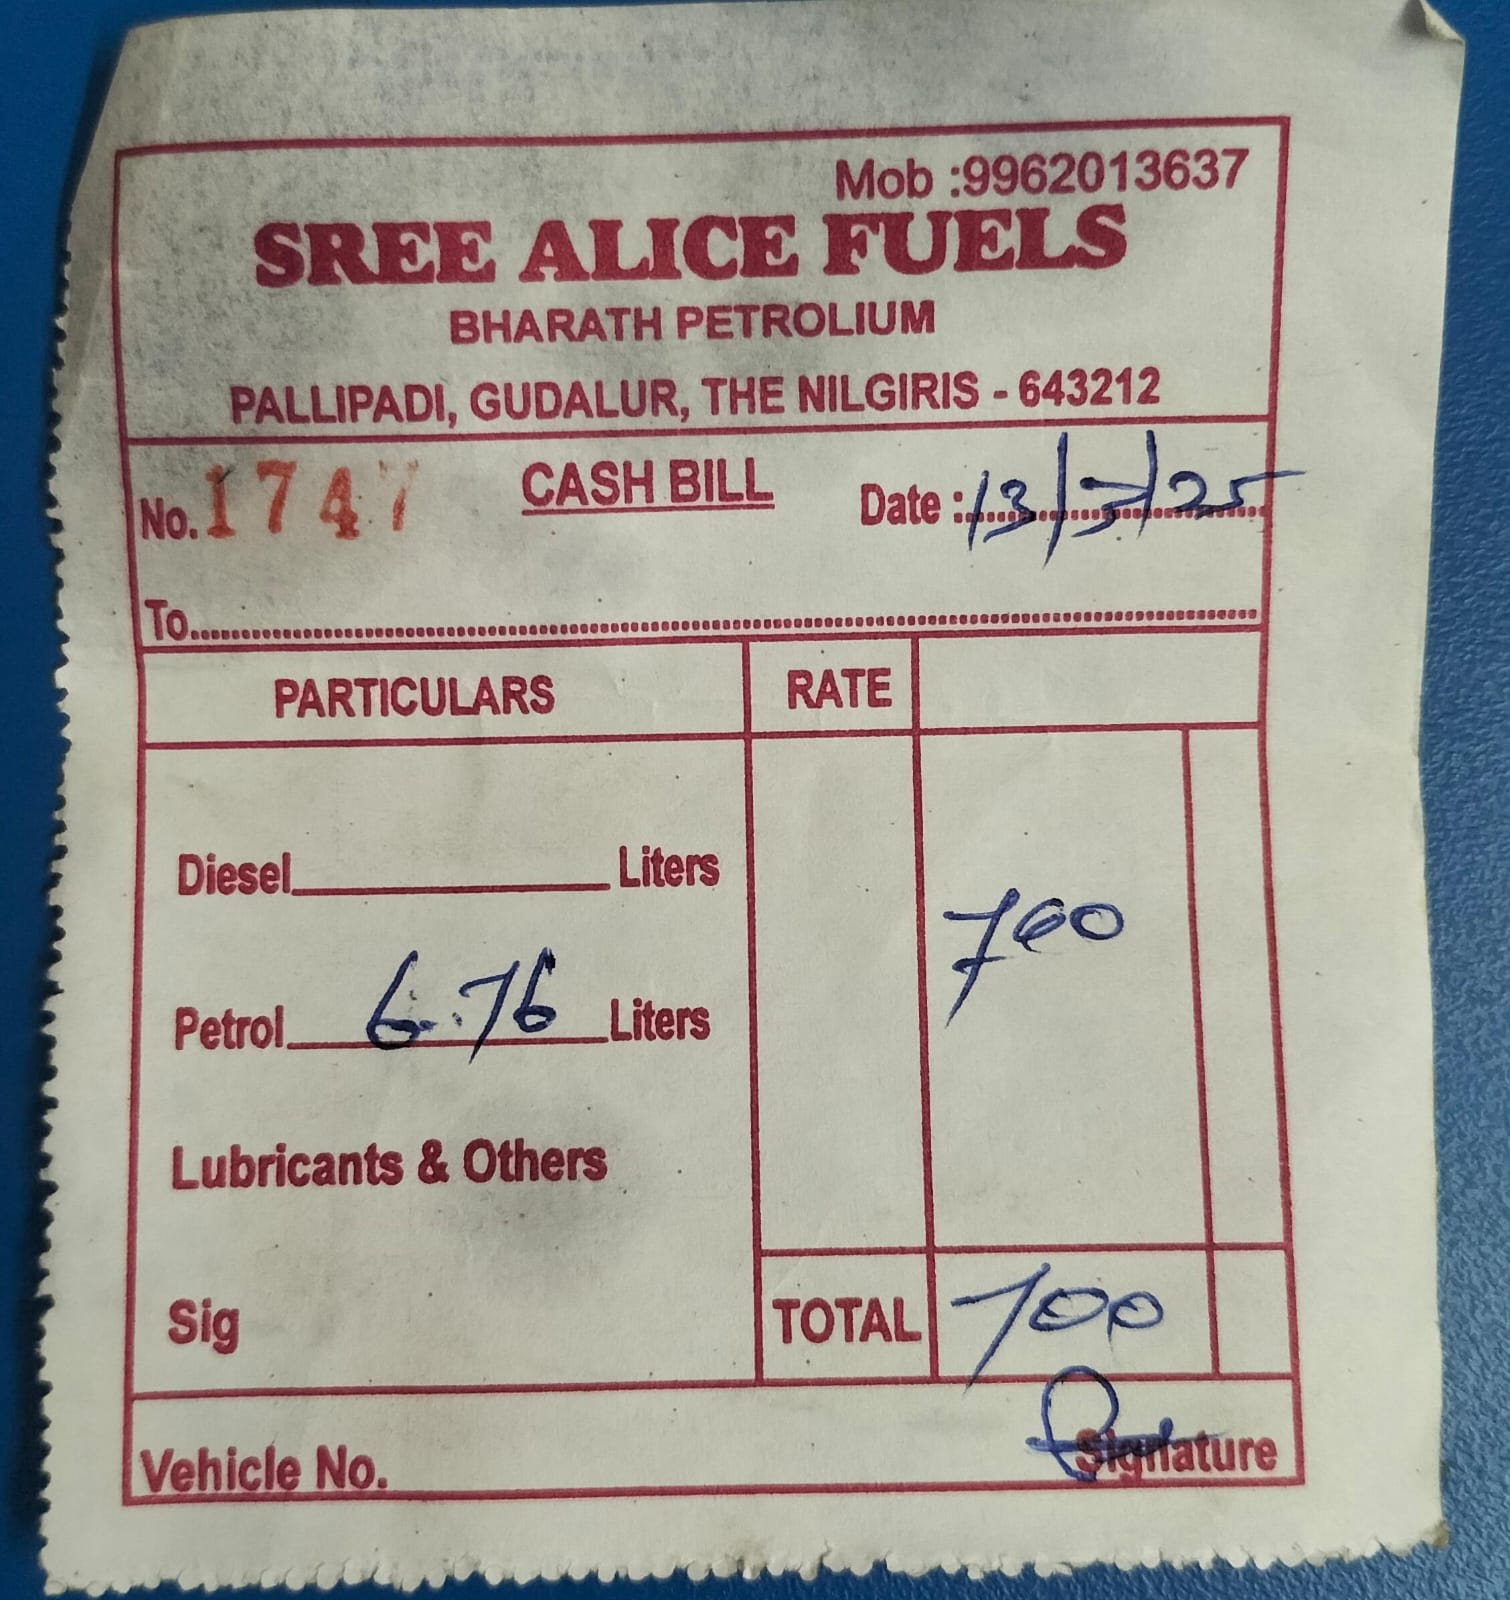 Mob :9962013637
SREE ALICE FUELS
BHARATH PETROLIUM
PALLIPADI, GUDALUR, THE NILGIRIS - 643212
No. 1747 CASH BILL Date : 13/3/25
To
PARTICULARS RATE
Diesel Liters
700
Petrol 6.76 Liters
Lubricants & Others
Sig TOTAL 700
Vehicle No. Signature